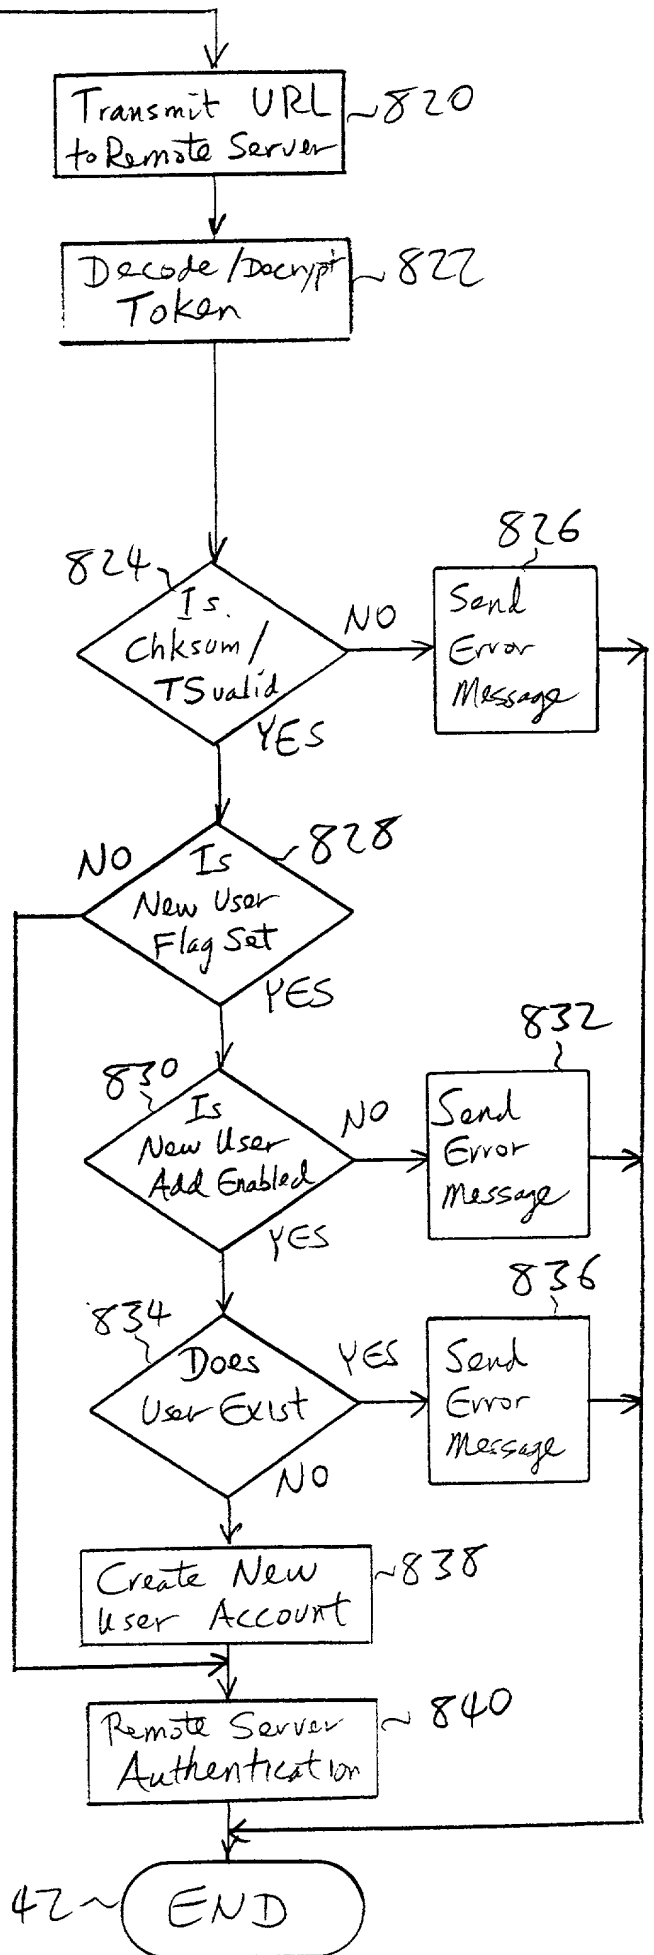 Transmit URL
to Remote Server
820
Decode/Decrypt
Token
822
824
Is.
Chksum/
TSvalid
NO
YES
826
Send
Error
Message
828
Is
New User
Flag Set
NO
YES
830
Is
New User
Add Enabled
NO
YES
832
Send
Error
Message
834
Does
User Exist
YES
NO
836
Send
Error
Message
Create New
User Account
838
Remote Server
Authentication
840
42
END